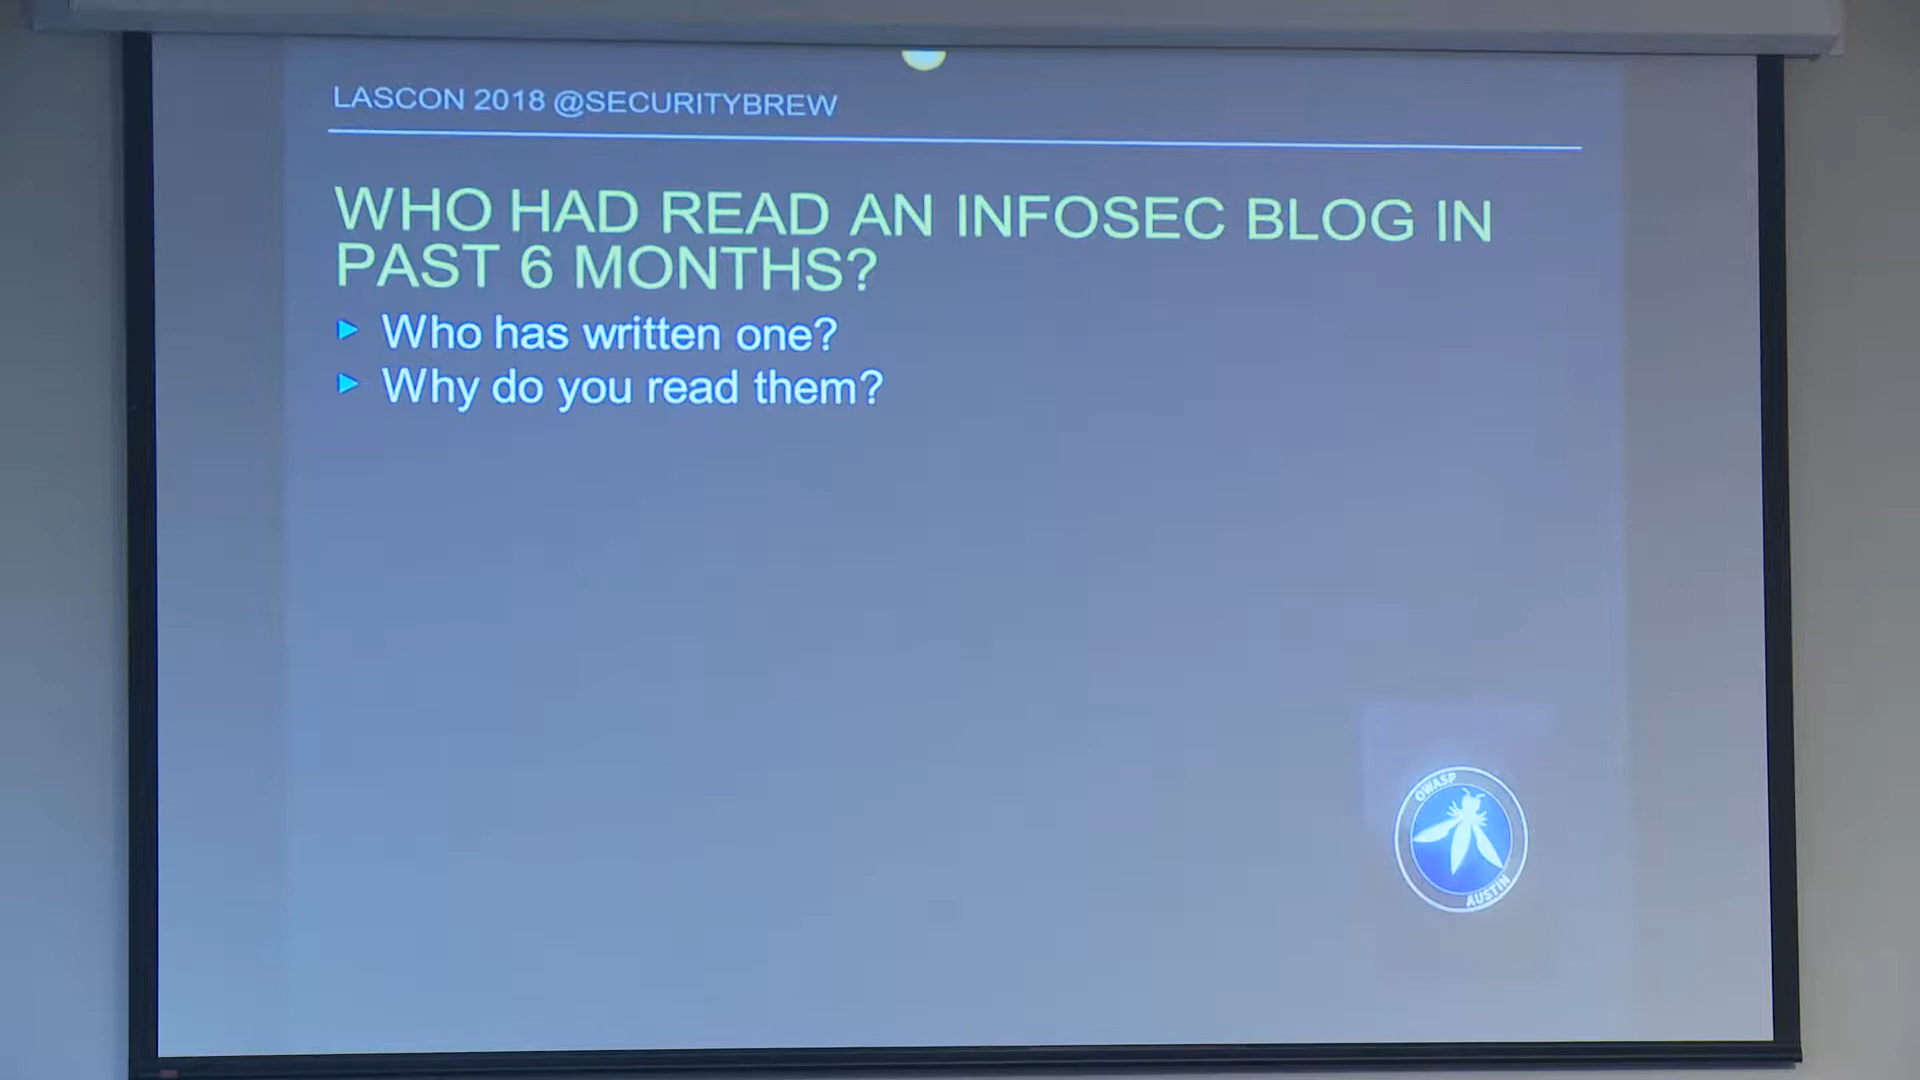 LASCON 2018 @SECURITYBREW
WHO HAD READ AN INFOSEC BLOG IN
PAST 6 MONTHS?
Who has written one?
Why do you read them?
OWASP
AUSTIN